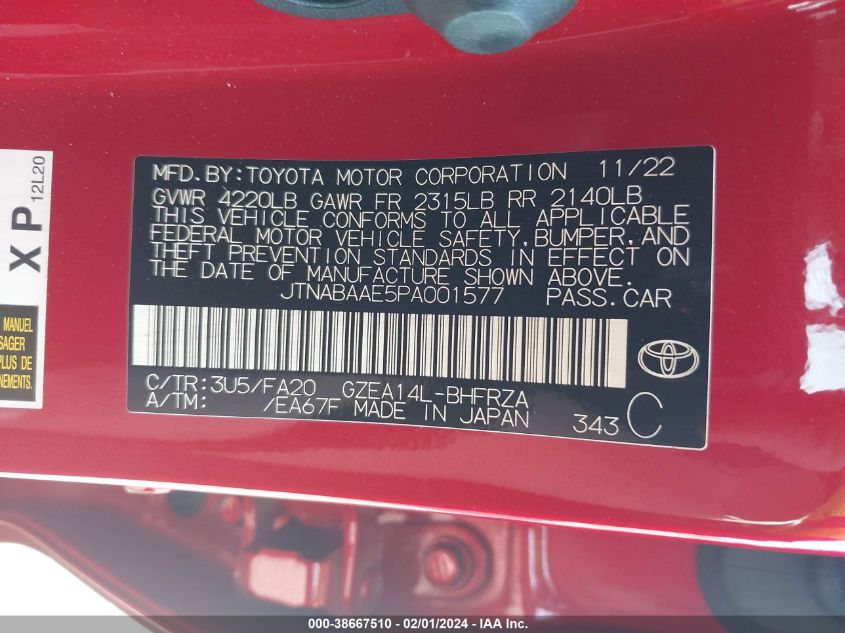 MFD.BY:TOYOTA MOTOR CORPORATION 11/22
GVWR 4220LB GAWR FR 2315LB RR 2140LB
THIS VEHICLE CONFORMS TO ALL APPLICABLE
FEDERAL MOTOR VEHICLE SAFETY, BUMPER, AND
THEFT PREVENTION STANDARDS IN EFFECT ON
THE DATE OF MANUFACTURE SHOWN ABOVE.
JTNABAAE5PA001577 PASS.CAR
C/TR:3U5/FA20 GZEA14L-BHFRZA
A/TM: /EA67F MADE IN JAPAN 343 C
X P 12L20
MANUEL
SAGER
PLUS DE
000-38667510 - 02/01/2024 - IAAI.com.